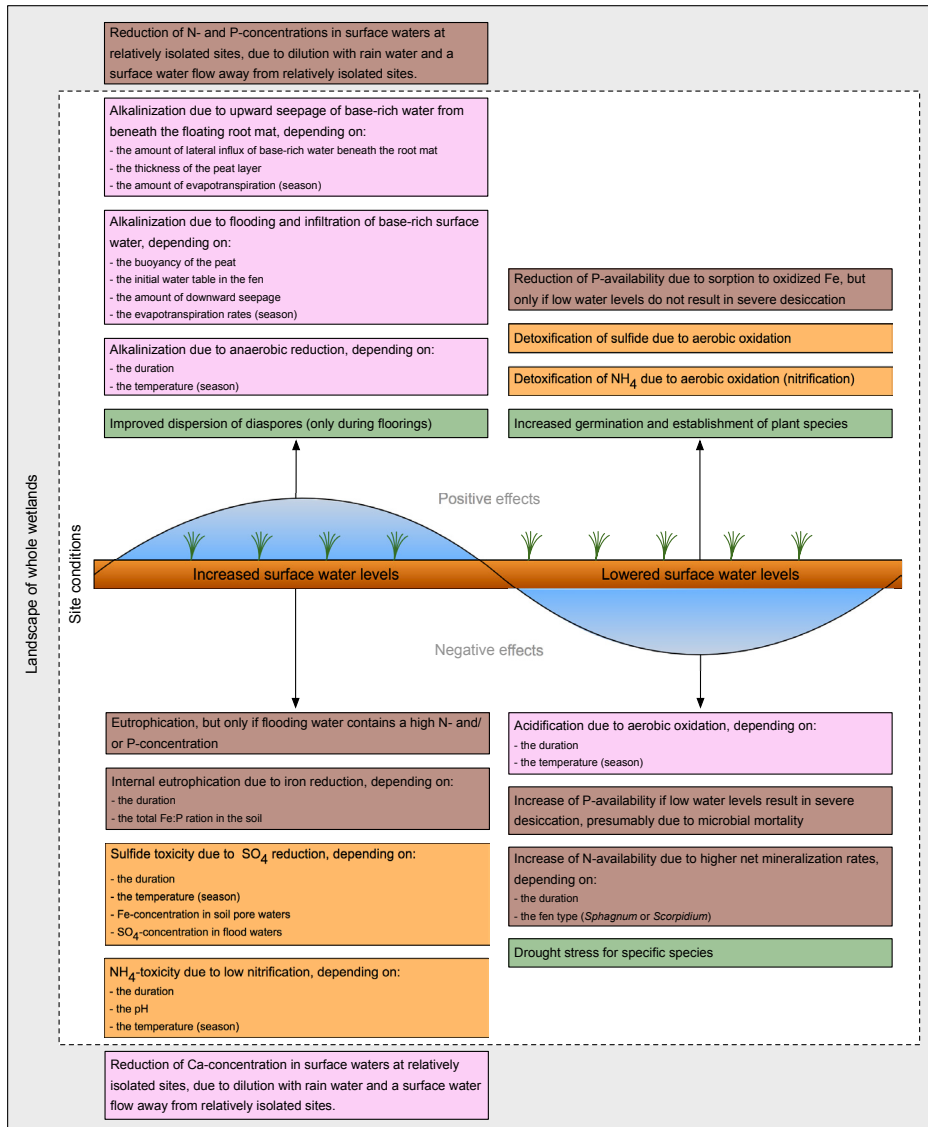 Reduction of N- and P-concentrations in surface waters at
relatively isolated sites, due to dilution with rain water and a
surface water flow away from relatively isolated sites.
Alkalinization due to upward seepage of base-rich water from
beneath the floating root mat, depending on:
- the amount of lateral influx of base-rich water beneath the root mat
- the thickness of the peat layer
- the amount of evapotranspiration (season)
Alkalinization due to flooding and infiltration of base-rich surface
water, depending on:
- the buoyancy of the peat
- the initial water table in the fen
- the amount of downward seepage
- the evapotranspiration rates (season)
Alkalinization due to anaerobic reduction, depending on:
- the duration
- the temperature (season)
Improved dispersion of diaspores (only during floorings)
Reduction of P-availability due to sorption to oxidized Fe, but
only if low water levels do not result in severe desiccation
Detoxification of sulfide due to aerobic oxidation
Detoxification of NH4 due to aerobic oxidation (nitrification)
Increased germination and establishment of plant species
Landscape of whole wetlands
Site conditions
Positive effects
Increased surface water levels
Lowered surface water levels
Negative effects
Eutrophication, but only if flooding water contains a high N- and/
or P-concentration
Internal eutrophication due to iron reduction, depending on:
- the duration
- the total Fe:P ration in the soil
Sulfide toxicity due to SO4 reduction, depending on:
- the duration
- the temperature (season)
- Fe-concentration in soil pore waters
- SO4-concentration in flood waters
NH4-toxicity due to low nitrification, depending on:
- the duration
- the pH
- the temperature (season)
Acidification due to aerobic oxidation, depending on:
- the duration
- the temperature (season)
Increase of P-availability if low water levels result in severe
desiccation, presumably due to microbial mortality
Increase of N-availability due to higher net mineralization rates,
depending on:
- the duration
- the fen type (Sphagnum or Scorpidium)
Drought stress for specific species
Reduction of Ca-concentration in surface waters at relatively
isolated sites, due to dilution with rain water and a surface water
flow away from relatively isolated sites.